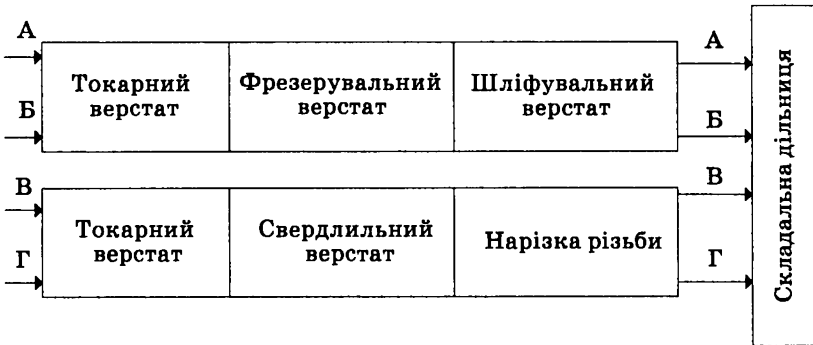 А
А
Токарний
верстат
Фрезерувальний
верстат
Шліфувальний
верстат
Б
Б
В
В
Токарний
верстат
Свердлильний
верстат
Нарізка різьби
Г
Г
Складальна дільниця